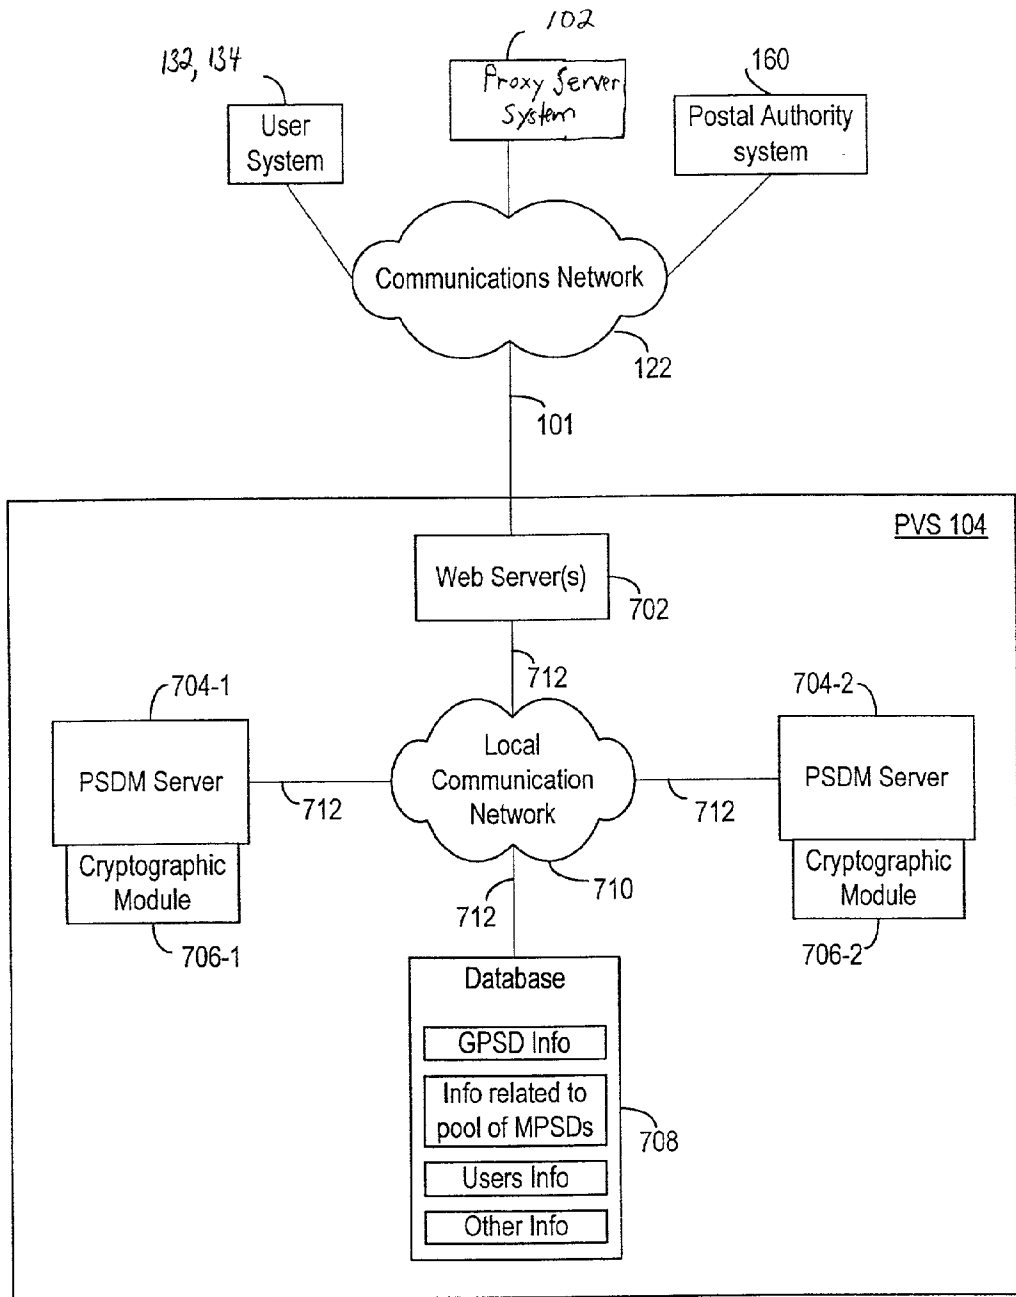 102
132, 134
160
Proxy Server
System
User
System
Postal Authority
system
Communications Network
122
101
PVS 104
Web Server(s)
702
712
704-1
704-2
Local
Communication
Network
PSDM Server
PSDM Server
712
712
Cryptographic
Module
Cryptographic
Module
710
712
706-1
706-2
Database
GPSD Info
Info related to
pool of MPSDs
708
Users Info
Other Info